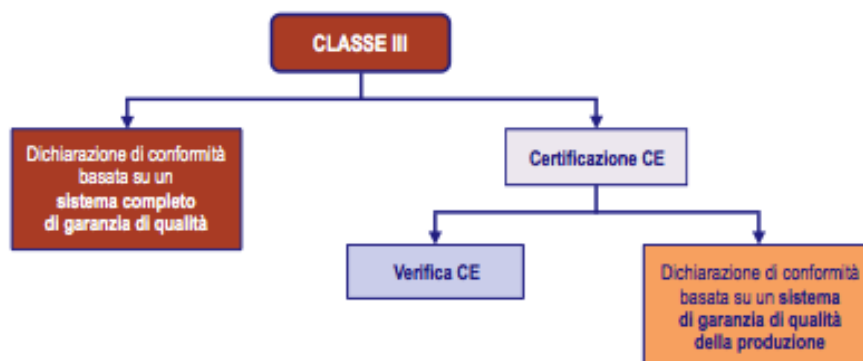 CLASSE III
Dichiarazione di conformità
basata su un
sistema completo
di garanzia di qualità
Certificazione CE
Verifica CE
Dichiarazione di conformità
basata su un sistema
di garanzia di qualità
della produzione